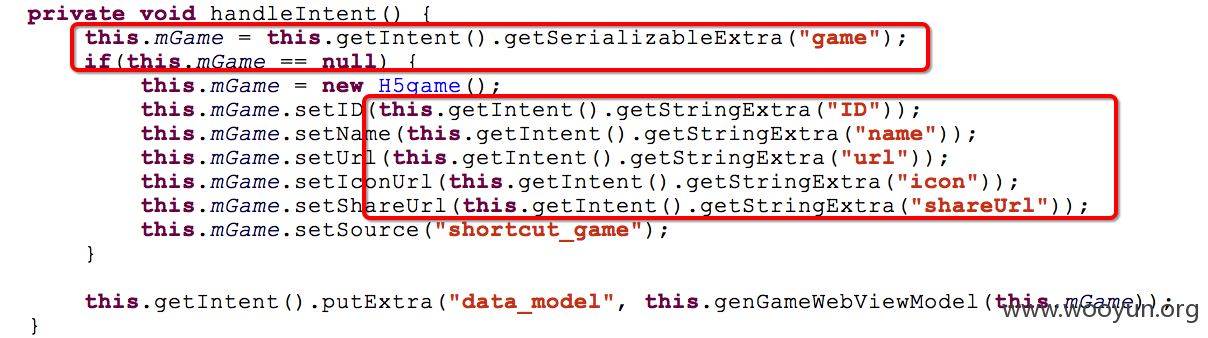 private void handleIntent() {
this.mGame = this.getIntent().getSerializableExtra("game");
if(this.mGame == null) {
this.mGame = new H5game();
this.mGame.setID(this.getIntent().getStringExtra("ID"));
this.mGame.setName(this.getIntent().getStringExtra("name"));
this.mGame.setUrl(this.getIntent().getStringExtra("url"));
this.mGame.setIconUrl(this.getIntent().getStringExtra("icon"));
this.mGame.setShareUrl(this.getIntent().getStringExtra("shareUrl"));
this.mGame.setSource("shortcut_game");
}
this.getIntent().putExtra("data_model", this.genGameWebViewModel(this.mGame));
www.wooyun.org
}